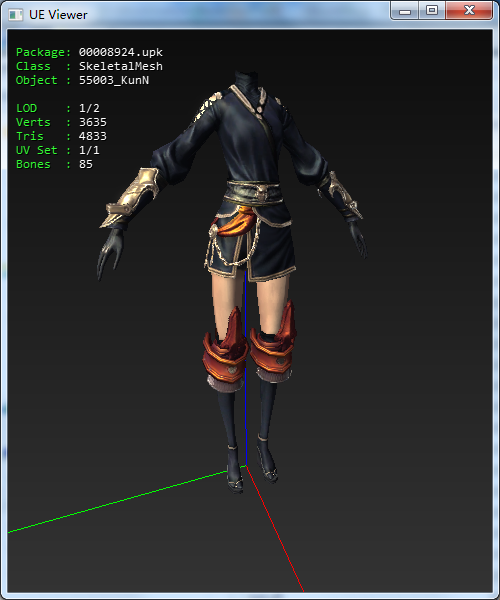 UE Viewer
Package: 00008924.upk
Class : SkeletalMesh
Object : 55003_KunN
LOD : 1/2
Verts : 3635
Tris : 4833
UV Set : 1/1
Bones : 85